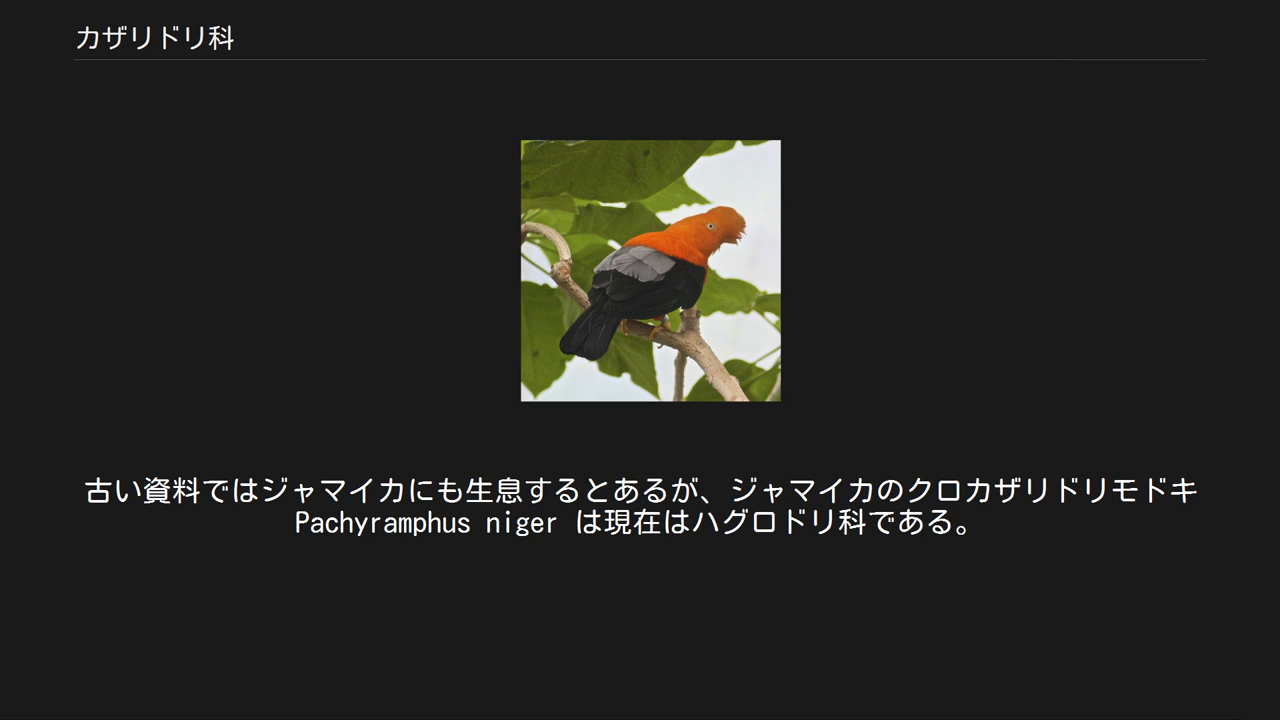 カザリドリ科
古い資料ではジャマイカにも生息するとあるが、ジャマイカのクロカザリドリモドキ
Pachyramphus niger は現在はハグロドリ科である。